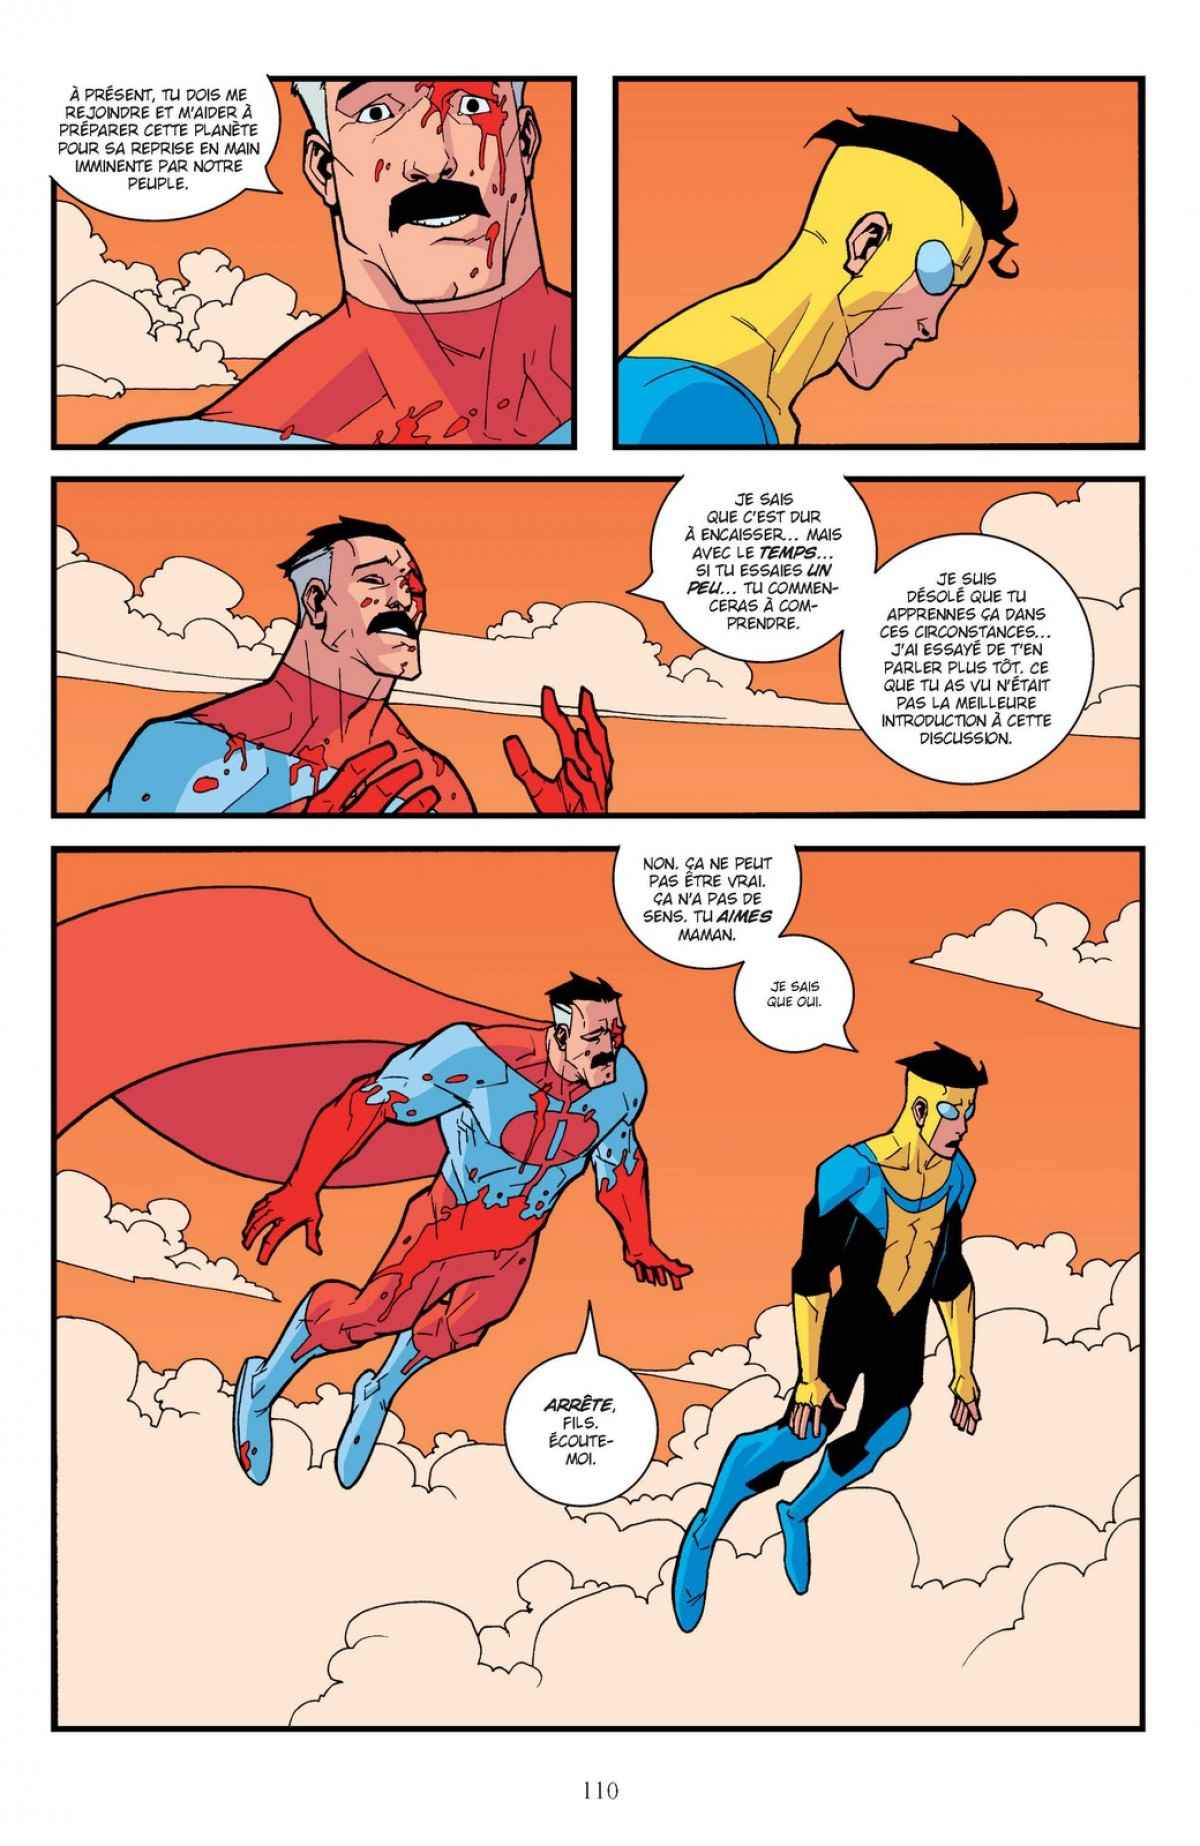 À PRÉSENT, TU DOIS ME
REJOINDRE ET M'AIDER À
PRÉPARER CETTE PLANÈTE
POUR SA REPRISE EN MAIN
IMMINENTE PAR NOTRE
PEUPLE.
JE SAIS
QUE C'EST DUR
À ENCAISSER... MAIS
AVEC LE TEMPS...
SI TU ESSAIES UN
PEU... TU COMMEN-
CERAS À COM-
PRENDRE.
JE SUIS
DÉSOLÉ QUE TU
APPRENNES ÇA DANS
CES CIRCONSTANCES...
J'AI ESSAYÉ DE T'EN
PARLER PLUS TÔT. CE
QUE TU AS VU N'ÉTAIT
PAS LA MEILLEURE
INTRODUCTION À CETTE
DISCUSSION.
NON. ÇA NE PEUT
PAS ÊTRE VRAI.
ÇA N'A PAS DE
SENS. TU AIMES
MAMAN.
JE SAIS
QUE OUI.
ARRÊTE,
FILS.
ÉCOUTE-
MOI.
110